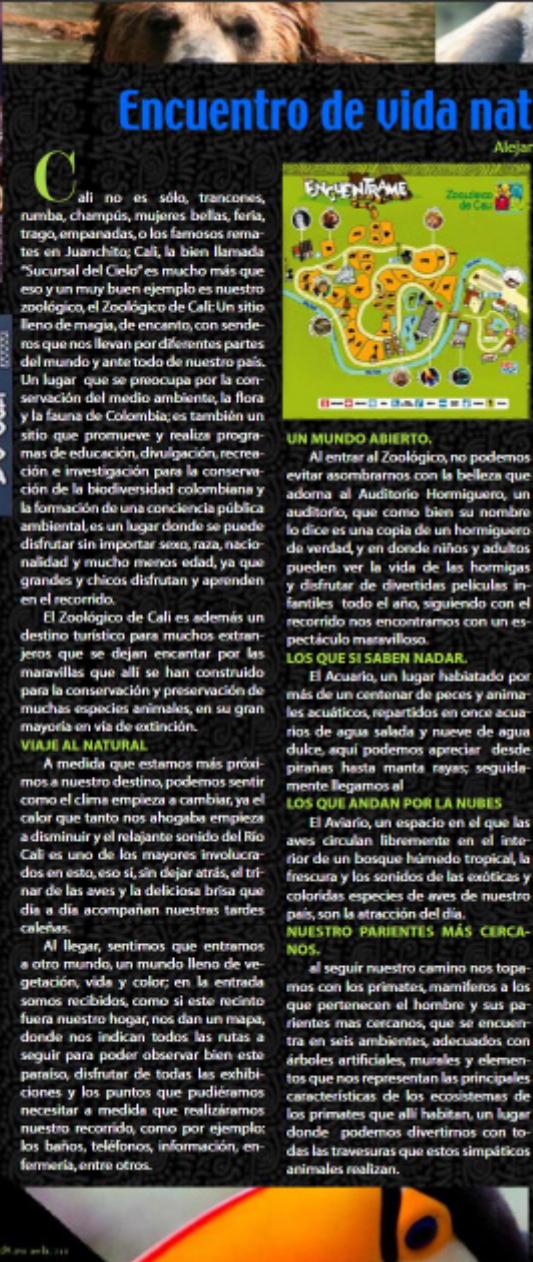 Encuentro de vida nat
Alejar
Cali no es sólo, trancones,
rumba, champús, mujeres bellas, feria,
trago, empanadas, o los famosos rema-
tes en Juanchito; Cali, la bien llamada
"Sucursal del Cielo" es mucho más que
eso y un muy buen ejemplo es nuestro
zoológico, el Zoológico de Cali: Un sitio
lleno de magia, de encanto, con sende-
ros que nos llevan por diferentes partes
del mundo y ante todo de nuestro país.
Un lugar que se preocupa por la con-
servación del medio ambiente, la flora
y la fauna de Colombia; es también un
sitio que promueve y realiza progra-
mas de educación, divulgación, recrea-
ción e investigación para la conserva-
ción de la biodiversidad colombiana y
la formación de una conciencia pública
ambiental, es un lugar donde se puede
disfrutar sin importar sexo, raza, nacio-
nalidad y mucho menos edad, ya que
grandes y chicos disfrutan y aprenden
en el recorrido.
El Zoológico de Cali es además un
destino turístico para muchos extran-
jeros que se dejan encantar por las
maravillas que allí se han construido
para la conservación y preservación de
muchas especies animales, en su gran
mayoría en vía de extinción.
VIAJE AL NATURAL
A medida que estamos más próxi-
mos a nuestro destino, podemos sentir
como el clima empieza a cambiar, ya el
calor que tanto nos ahogaba empieza
a disminuir y el relajante sonido del Río
Cali es uno de los mayores involucra-
dos en esto, eso sí, sin dejar atrás, el tri-
nar de las aves y la deliciosa brisa que
día a día acompañan nuestras tardes
caleñas.
Al llegar, sentimos que entramos
a otro mundo, un mundo lleno de ve-
getación, vida y color; en la entrada
somos recibidos, como si este recinto
fuera nuestro hogar, nos dan un mapa,
donde nos indican todos las rutas a
seguir para poder observar bien este
paraíso, disfrutar de todas las exhibi-
ciones y los puntos que pudiéramos
necesitar a medida que realizáramos
nuestro recorrido, como por ejemplo:
los baños, teléfonos, información, en-
fermería, entre otros.
ENCUENTRAME
Zoológico
de Cali
UN MUNDO ABIERTO.
Al entrar al Zoológico, no podemos
evitar asombrarnos con la belleza que
adorna al Auditorio Hormiguero, un
auditorio, que como bien su nombre
lo dice es una copia de un hormiguero
de verdad, y en donde niños y adultos
pueden ver la vida de las hormigas
y disfrutar de divertidas películas in-
fantiles todo el año, siguiendo con el
recorrido nos encontramos con un es-
pectáculo maravilloso.
LOS QUE SI SABEN NADAR.
El Acuario, un lugar habiatado por
más de un centenar de peces y anima-
les acuáticos, repartidos en once acua-
rios de agua salada y nueve de agua
dulce, aquí podemos apreciar desde
pirañas hasta manta rayas; seguida-
mente llegamos al
LOS QUE ANDAN POR LA NUBES
El Aviario, un espacio en el que las
aves circulan libremente en el inte-
rior de un bosque húmedo tropical, la
frescura y los sonidos de las exóticas y
coloridas especies de aves de nuestro
país, son la atracción del día.
NUESTRO PARIENTES MÁS CERCA-
NOS.
al seguir nuestro camino nos topa-
mos con los primates, mamíferos a los
que pertenecen el hombre y sus pa-
rientes mas cercanos, que se encuen-
tra en seis ambientes, adecuados con
árboles artificiales, murales y elemen-
tos que nos representan las principales
características de los ecosistemas de
los primates que allí habitan, un lugar
donde podemos divertirnos con to-
das las travesuras que estos simpáticos
animales realizan.